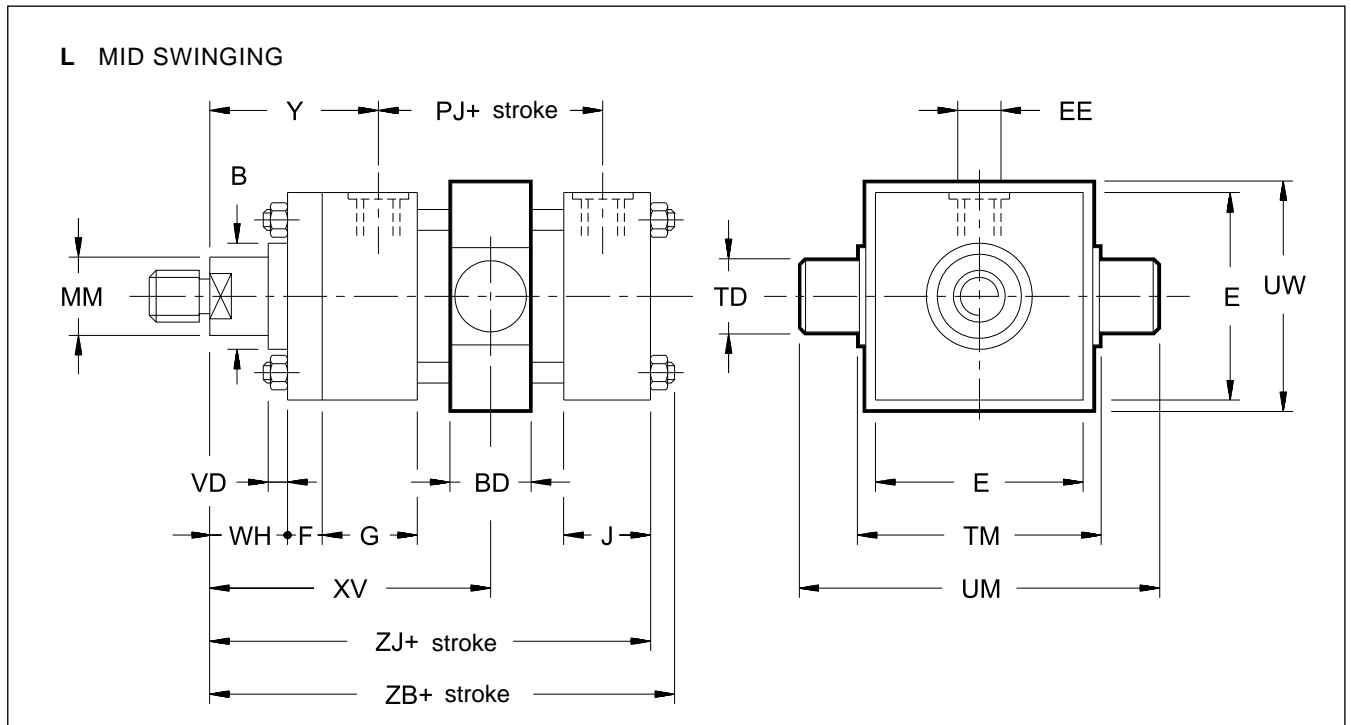 L MID SWINGING
Y PJ+ stroke EE
B
MM TD E UW
VD BD E
WH F G J TM
XV UM
ZJ+ stroke
ZB+ stroke